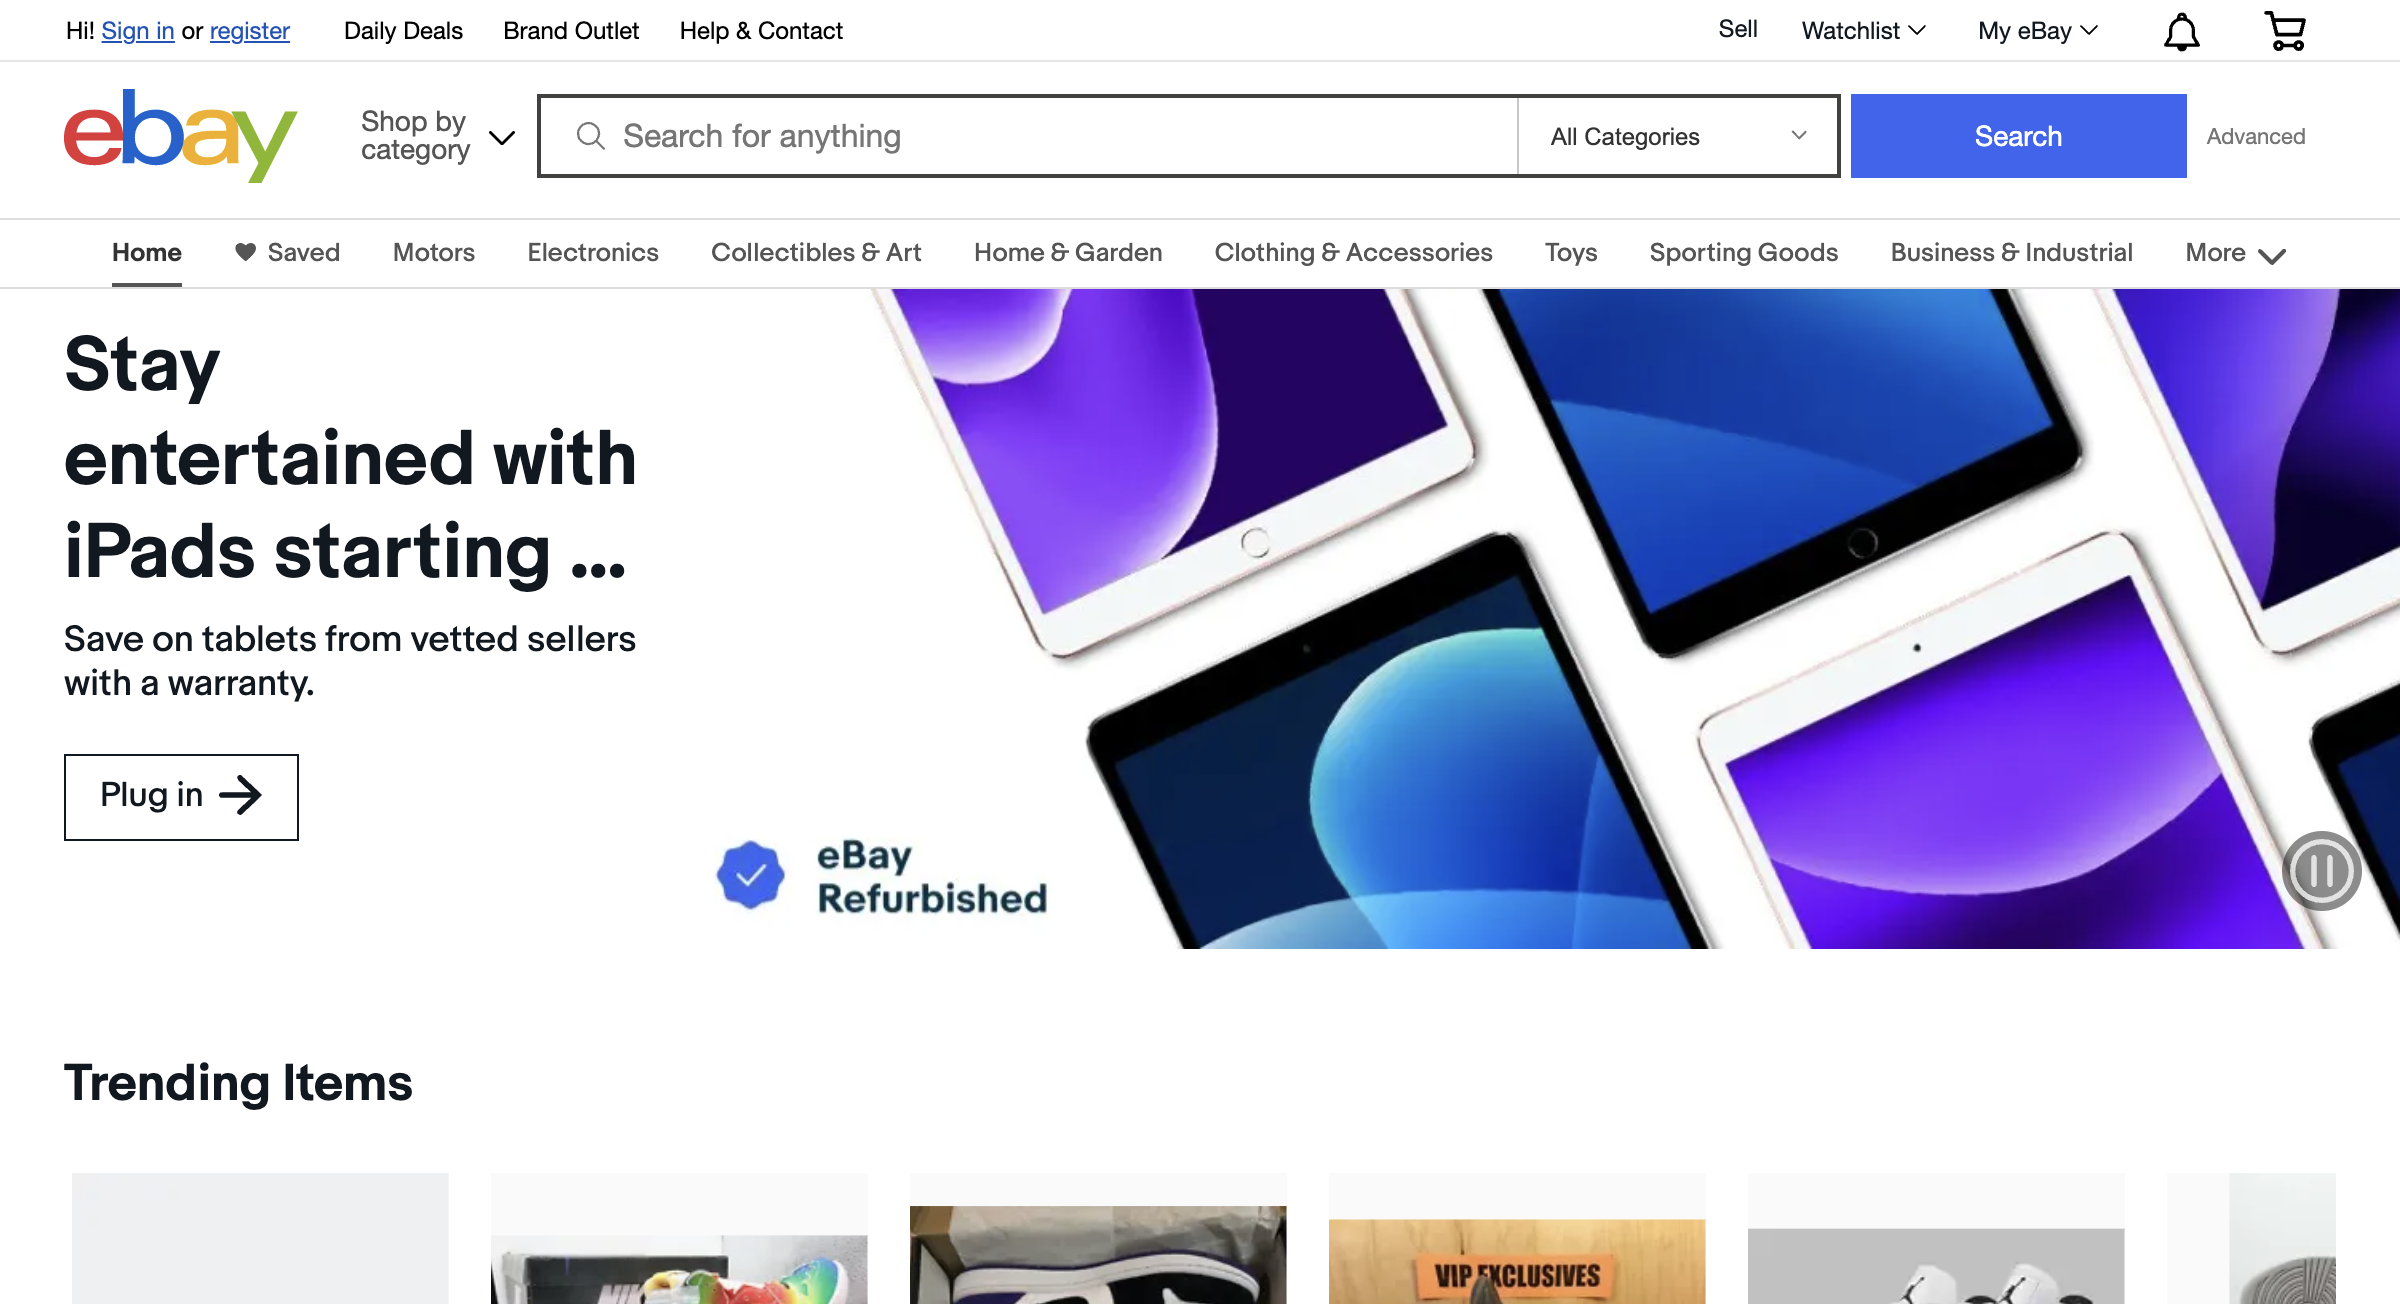 Hi! Sign in or register
Daily Deals
Brand Outlet
Help & Contact
Sell
Watchlist
My eBay
ebay
Shop by
category
Search for anything
All Categories
Search
Advanced
Home
Saved
Motors
Electronics
Collectibles & Art
Home & Garden
Clothing & Accessories
Toys
Sporting Goods
Business & Industrial
More
Stay
entertained with
iPads starting ...
Save on tablets from vetted sellers
with a warranty.
Plug in
eBay
Refurbished
Trending Items
VIP EXCLUSIVES